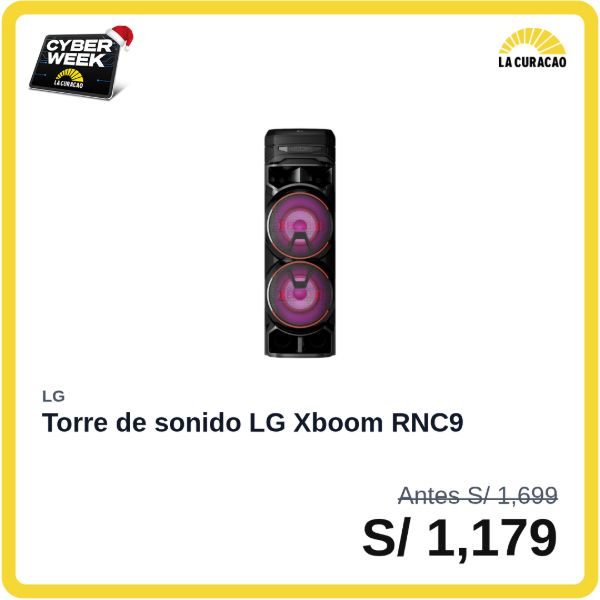 CYBER
WEEK
LA CURACAO
LA CURACAO
LG
Torre de sonido LG Xboom RNC9
Antes S/ 1,699
S/ 1,179